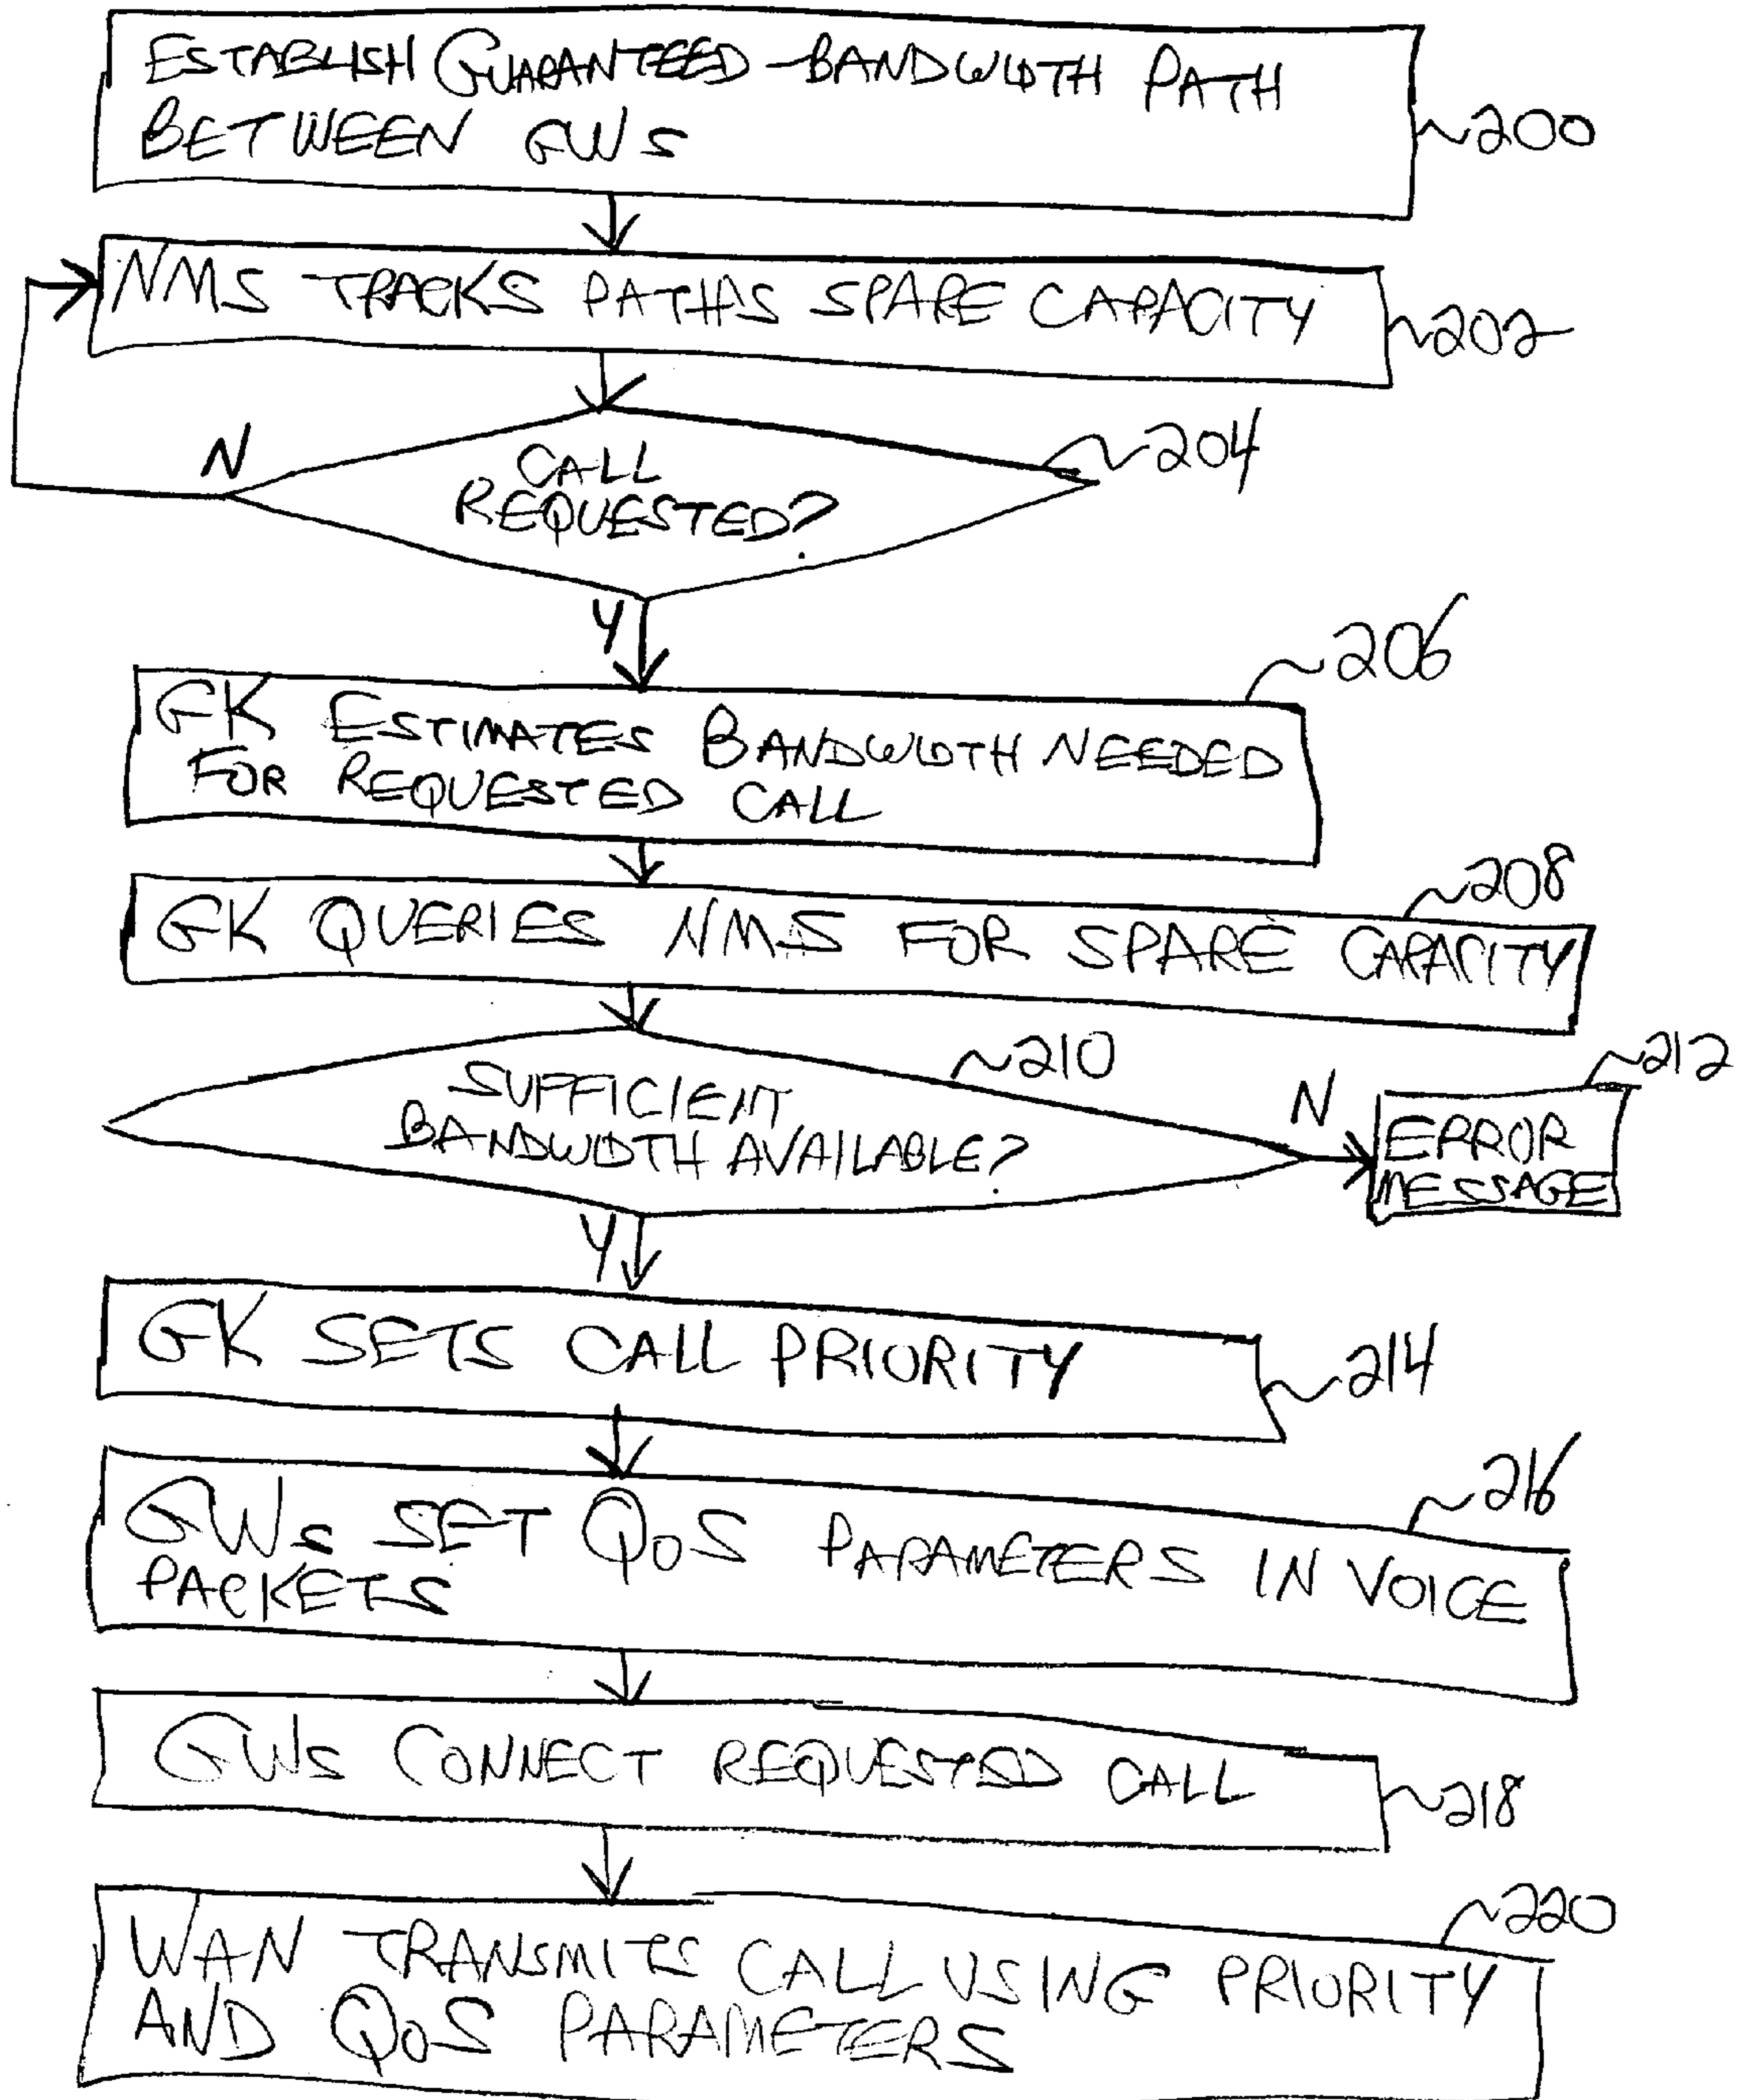 ESTABLISH GUARANTEED-BANDWIDTH PATH
BETWEEN GWs
~200
NMS TRACKS PATH'S SPARE CAPACITY
~202
N
CALL
REQUESTED?
~204
Y
~206
GK ESTIMATES BANDWIDTH NEEDED
FOR REQUESTED CALL
~208
GK QUERIES NMS FOR SPARE CAPACITY
~210
SUFFICIENT
BANDWIDTH AVAILABLE?
N
~212
ERROR
MESSAGE
Y
GK SETS CALL PRIORITY
~214
~216
GWs SET QoS PARAMETERS IN VOICE
PACKETS
GWs CONNECT REQUESTED CALL
~218
~220
WAN TRANSMITS CALL USING PRIORITY
AND QoS PARAMETERS